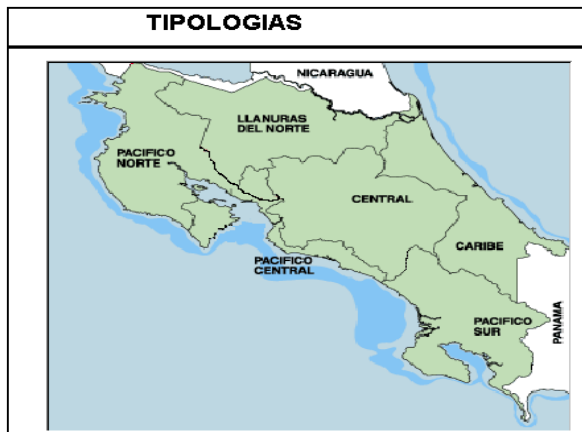 TIPOLOGIAS
NICARAGUA
LLANURAS
DEL NORTE
PACIFICO
NORTE
CENTRAL
CARIBE
PACIFICO
CENTRAL
PACIFICO
SUR
PANAMA